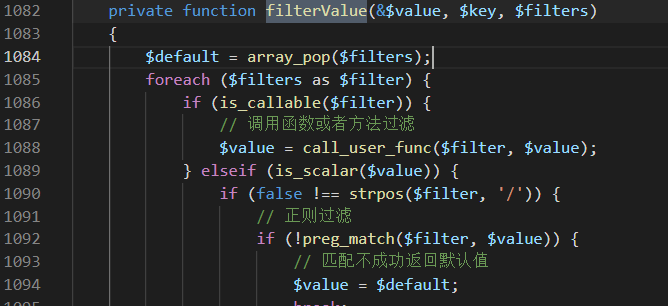 1082 private function filterValue(&$value, $key, $filters)
1083 {
1084 $default = array_pop($filters);
1085 foreach ($filters as $filter) {
1086 if (is_callable($filter)) {
1087 // 调用函数或者方法过滤
1088 $value = call_user_func($filter, $value);
1089 } elseif (is_scalar($value)) {
1090 if (false !== strpos($filter, '/')) {
1091 // 正则过滤
1092 if (!preg_match($filter, $value)) {
1093 // 匹配不成功返回默认值
1094 $value = $default;